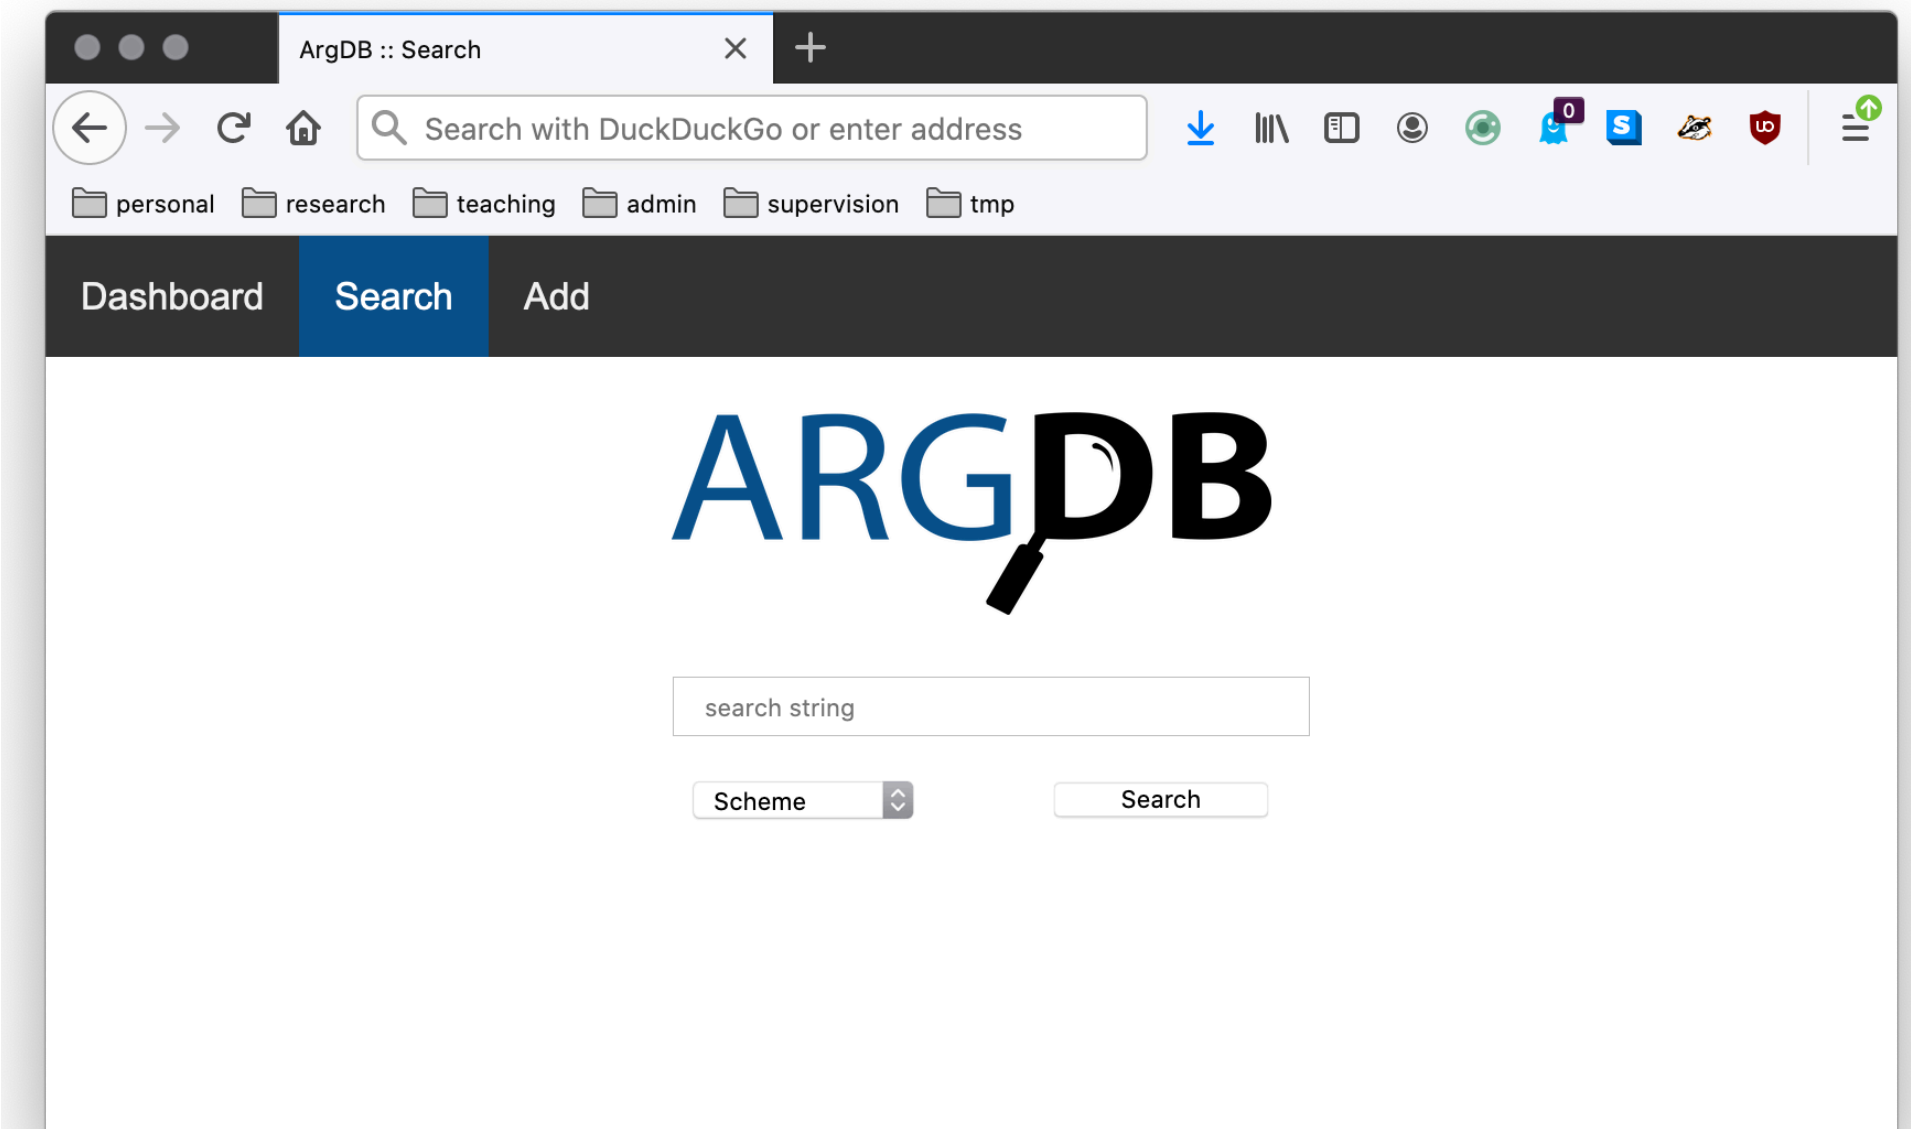 ArgDB :: Search
Search with DuckDuckGo or enter address
0
S
uo
personal research teaching admin supervision tmp
Dashboard Search Add
ARGDB
search string
Scheme Search